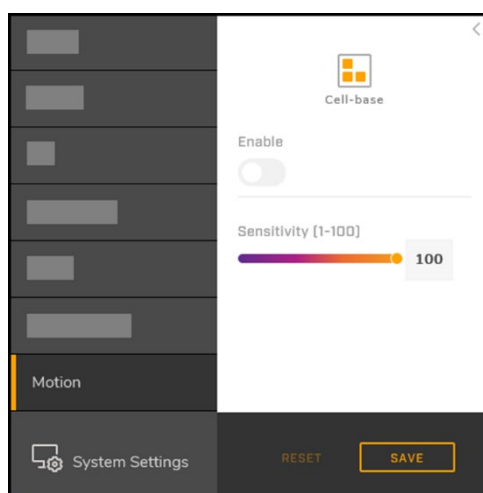 Cell-base
Enable
Sensitivity [1-100]
100
Motion
System Settings
RESET
SAVE